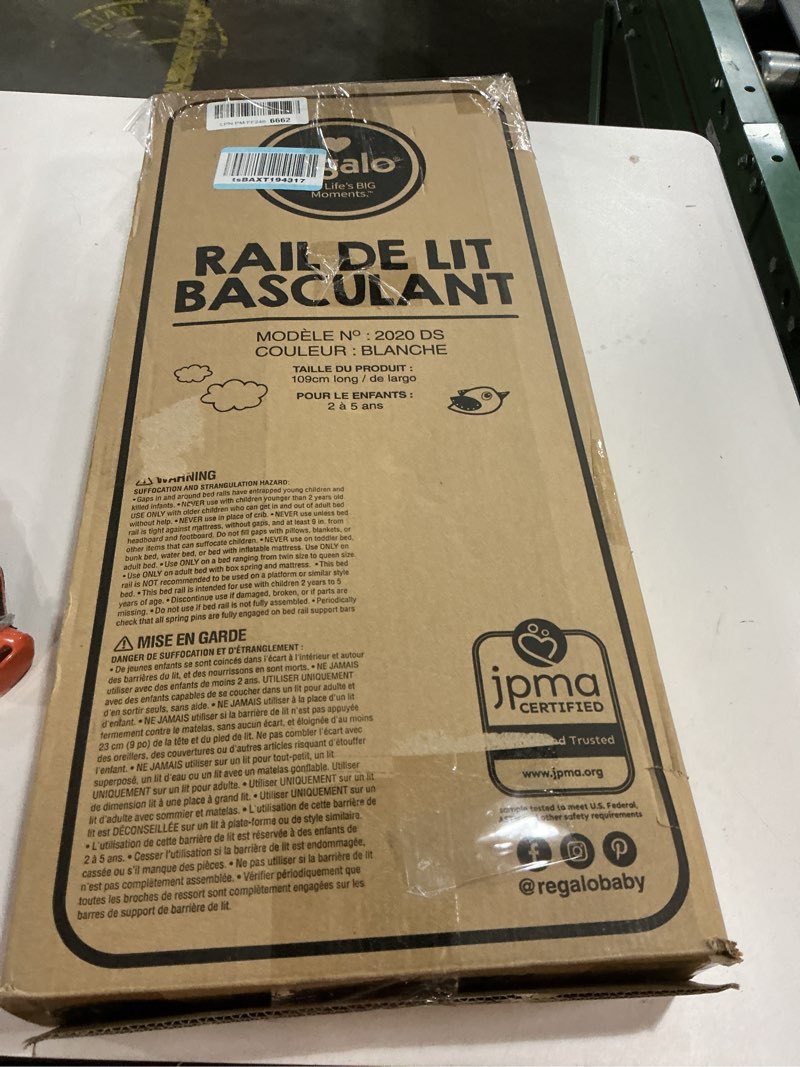 6662
tsBAXT194317
galo
Life's BIG
Moments.™
RAIL DE LIT
BASCULANT
MODÈLE Nº : 2020 DS
COULEUR : BLANCHE
TAILLE DU PRODUIT :
109cm long / de largo
POUR LE ENFANTS :
2 à 5 ans
WARNING
SUFFOCATION AND STRANGULATION HAZARD:
• Gaps in and around bed rails have entrapped young children and
killed infants. • NEVER use with children younger than 2 years old.
USE ONLY with older children who can get in and out of adult bed
without help. • NEVER use in place of crib. • NEVER use unless bed
rail is tight against mattress, without gaps, and at least 9 in. from
headboard and footboard. Do not fill gaps with pillows, blankets, or
other items that can suffocate children. • NEVER use on toddler bed,
bunk bed, water bed, or bed with inflatable mattress. Use ONLY on
adult bed. • Use ONLY on a bed ranging from twin size to queen size.
• Use ONLY on adult bed with box spring and mattress. • This bed
rail is NOT recommended to be used on a platform or similar style
bed. • This bed rail is intended for use with children 2 years to 5
years of age. • Discontinue use if damaged, broken, or if parts are
missing. • Do not use if bed rail is not fully assembled. • Periodically
check that all spring pins are fully engaged on bed rail support bars
MISE EN GARDE
DANGER DE SUFFOCATION ET D'ÉTRANGLEMENT :
• De jeunes enfants se sont coincés dans l'écart à l'intérieur et autour
des barrières du lit, et des nourrissons en sont morts. • NE JAMAIS
utiliser avec des enfants de moins 2 ans. UTILISER UNIQUEMENT
avec des enfants capables de se coucher dans un lit pour adulte et
d'en sortir seuls, sans aide. • NE JAMAIS utiliser à la place d'un lit
d'enfant. • NE JAMAIS utiliser si la barrière de lit n'est pas appuyée
fermement contre le matelas, sans aucun écart, et éloignée d'au moins
23 cm (9 po) de la tête et du pied de lit. Ne pas combler l'écart avec
des oreillers, des couvertures ou d'autres articles risquant d'étouffer
l'enfant. • NE JAMAIS utiliser sur un lit pour tout-petit, un lit
superposé, un lit d'eau ou un lit avec un matelas gonflable. Utiliser
UNIQUEMENT sur un lit pour adulte. • Utiliser UNIQUEMENT sur un lit
de dimension lit à une place à grand lit. • Utiliser UNIQUEMENT sur un
lit d'adulte avec sommier et matelas. • L'utilisation de cette barrière de
lit est DÉCONSEILLÉE sur un lit à plate-forme ou de style similaire.
• L'utilisation de cette barrière de lit est réservée à des enfants de
2 à 5 ans. • Cesser l'utilisation si la barrière de lit est endommagée,
cassée ou s'il manque des pièces. • Ne pas utiliser si la barrière de lit
n'est pas complètement assemblée. • Vérifier périodiquement que
toutes les broches de ressort sont complètement engagées sur les
barres de support de barrière de lit.
jpma
CERTIFIED
Trusted
www.jpma.org
sample tested to meet U.S. Federal,
other safety requirements
@regalobaby